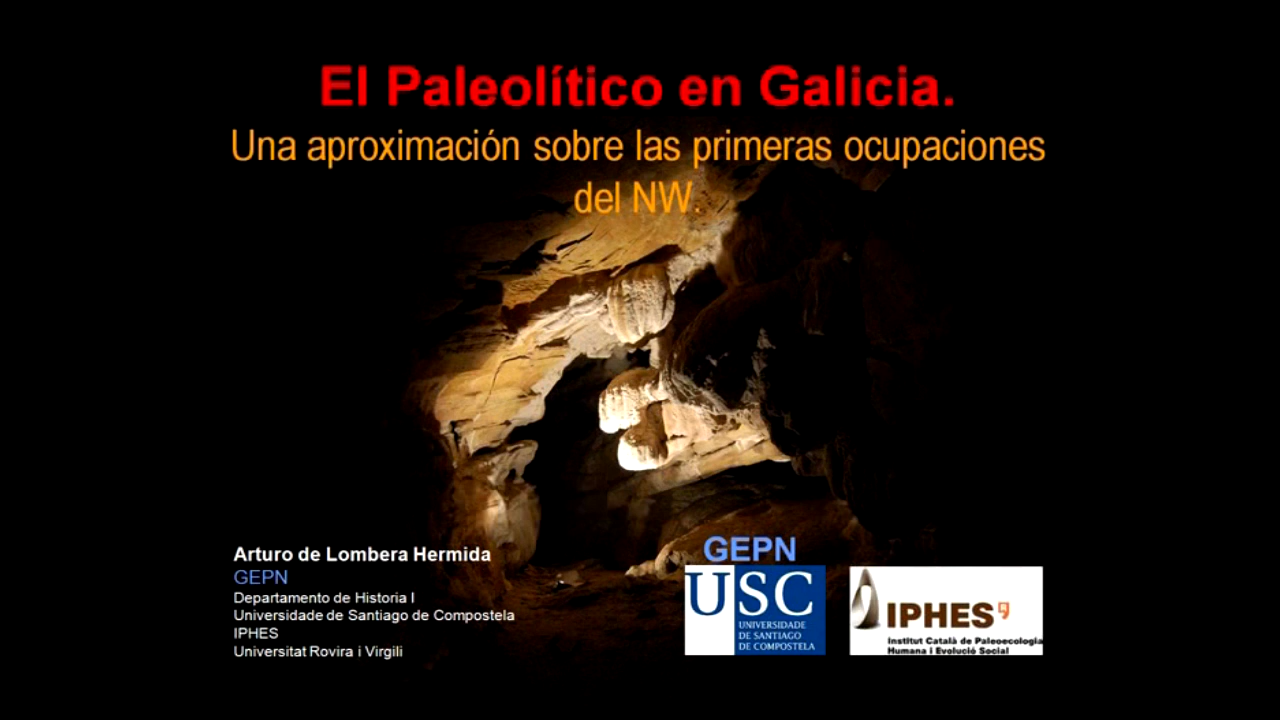 El Paleolítico en Galicia.
Una aproximación sobre las primeras ocupaciones
del NW.
Arturo de Lombera Hermida
GEPN
Departamento de Historia I
Universidade de Santiago de Compostela
IPHES
Universitat Rovira i Virgili
GEPN
USC
UNIVERSIDADE
DE SANTIAGO
DE COMPOSTELA
IPHES
Institut Català de Paleoecologia
Humana i Evolució Social